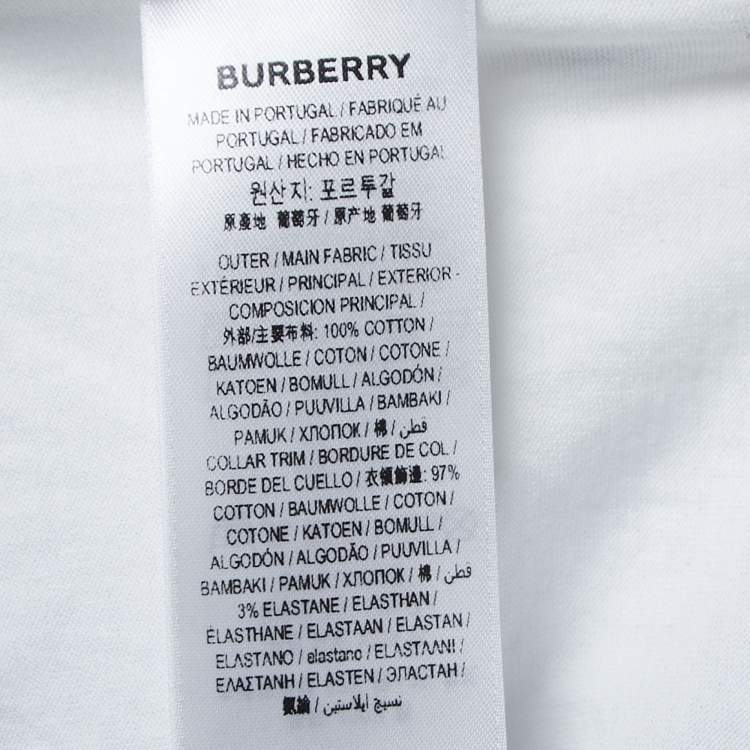 BURBERRY
MADE IN PORTUGAL / FABRIQUÉ AU
PORTUGAL / FABRICADO EM
PORTUGAL / HECHO EN PORTUGAL
원산지: 포르투갈
原產地 葡萄牙 / 原产地 葡萄牙
OUTER / MAIN FABRIC / TISSU
EXTÉRIEUR / PRINCIPAL / EXTERIOR -
COMPOSICION PRINCIPAL /
外部/主要布料: 100% COTTON /
BAUMWOLLE / COTON / COTONE /
KATOEN / BOMULL / ALGODÓN /
ALGODÃO / PUUVILLA / BAMBAKI /
PAMUK / ХЛОПОК / 棉 / قطن /
COLLAR TRIM / BORDURE DE COL /
BORDE DEL CUELLO / 衣領飾邊: 97%
COTTON / BAUMWOLLE / COTON /
COTONE / KATOEN / BOMULL /
ALGODÓN / ALGODÃO / PUUVILLA /
BAMBAKI / PAMUK / ХЛОПОК / 棉 / قطن /
3% ELASTANE / ELASTHAN /
ÉLASTHANE / ELASTAAN / ELASTAN /
ELASTANO / elastano / ELASTAANI /
ΕΛΑΣΤΑΝΗ / ELASTEN / ЭЛАСТАН /
氨綸 / نسيج ايلاستين /